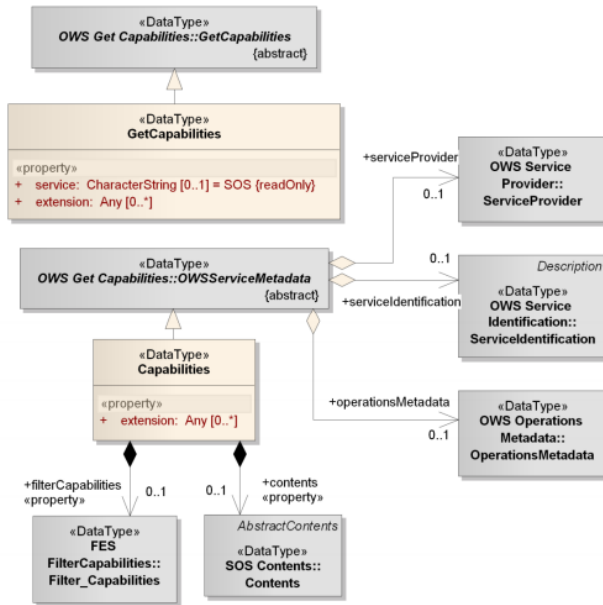 «DataType»
OWS Get Capabilities::GetCapabilities
{abstract}
«DataType»
GetCapabilities
«property»
+ service: CharacterString [0..1] = SOS {readOnly}
+ extension: Any [0..*]
+serviceProvider
0..1
«DataType»
OWS Service
Provider::
ServiceProvider
«DataType»
OWS Get Capabilities::OWSServiceMetadata
{abstract}
0..1
+serviceIdentification
Description
«DataType»
OWS Service
Identification::
ServiceIdentification
«DataType»
Capabilities
«property»
+ extension: Any [0..*]
+operationsMetadata
0..1
«DataType»
OWS Operations
Metadata::
OperationsMetadata
+filterCapabilities
«property»
0..1
0..1
+contents
«property»
«DataType»
FES
FilterCapabilities::
Filter_Capabilities
AbstractContents
«DataType»
SOS Contents::
Contents